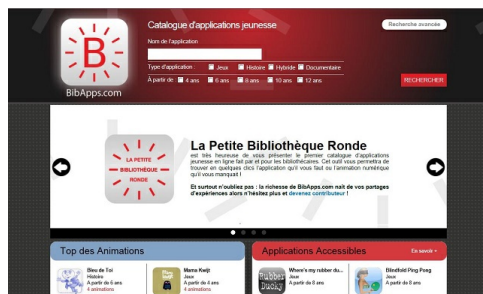 Catalogue d'applications jeunesse
Recherche avancée
Nom de l'application
B
Type d'application : Jeux Histoire Hybride Documentaire
À partir de : 4 ans 6 ans 8 ans 10 ans 12 ans
RECHERCHER
BibApps.com
La Petite Bibliothèque Ronde
est très heureuse de vous présenter le premier catalogue d'applications
jeunesse en ligne fait par et pour les bibliothécaires. Cet outil vous permettra de
trouver en quelques clics l'application qu'il vous faut ou l'animation numérique
qu'il vous manquait !
Et surtout n'oubliez pas : la richesse de BibApps.com nait de vos partages
d'expériences alors n'hésitez plus et devenez contributeur !
LA PETITE
BIBLIOTHÈQUE
RONDE
Top des Animations
Bleu de Toi
Histoire
A partir de 6 ans
4 animations
Mama Kwijt
Jeux
A partir de 4 ans
4 animations
Applications Accessibles
En savoir +
Rubber
Ducky
Where's my rubber du...
Jeux
A partir de 8 ans
Blindfold Ping Pong
Jeux
A partir de 8 ans